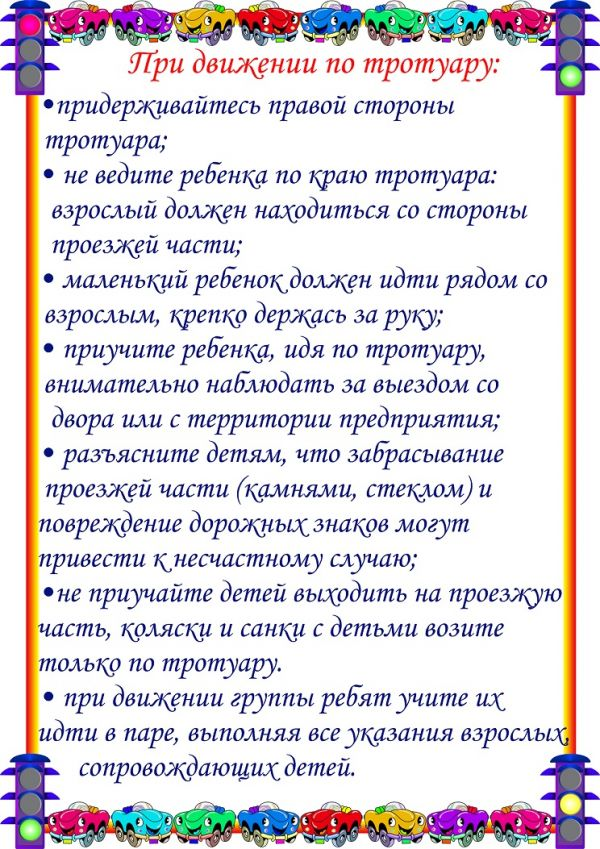 При движении по тротуару:
•придерживайтесь правой стороны
тротуара;
• не ведите ребенка по краю тротуара:
взрослый должен находиться со стороны
проезжей части;
• маленький ребенок должен идти рядом со
взрослым, крепко держась за руку;
• приучите ребенка, идя по тротуару,
внимательно наблюдать за выездом со
двора или с территории предприятия;
• разъясните детям, что забрасывание
проезжей части (камнями, стеклом) и
повреждение дорожных знаков могут
привести к несчастному случаю;
•не приучайте детей выходить на проезжую
часть, коляски и санки с детьми возите
только по тротуару.
• при движении группы ребят учите их
идти в паре, выполняя все указания взрослых,
сопровождающих детей.